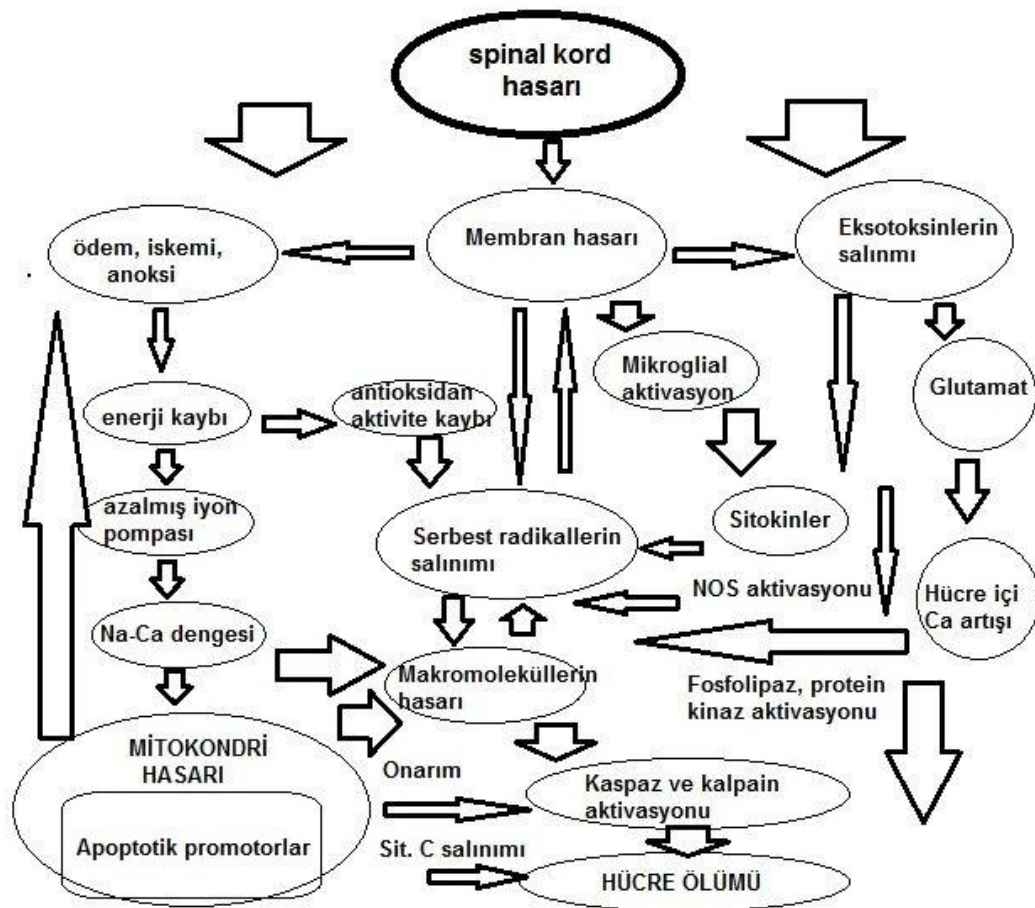 spinal kord
hasarı
ödem, iskemi,
anoksi
Membran hasarı
Eksotoksinlerin
salınmı
enerji kaybı
antioksidan
aktivite kaybı
Mikroglial
aktivasyon
Glutamat
azalmış iyon
pompası
Serbest radikallerin
salınımı
Sitokinler
NOS aktivasyonu
Hücre içi
Ca artışı
Na-Ca dengesi
Makromoleküllerin
hasarı
Fosfolipaz, protein
kinaz aktivasyonu
MİTOKONDRİ
HASARI
Onarım
Kaspaz ve kalpain
aktivasyonu
Apoptotik promotorlar
Sit. C salınımı
HÜCRE ÖLÜMÜ